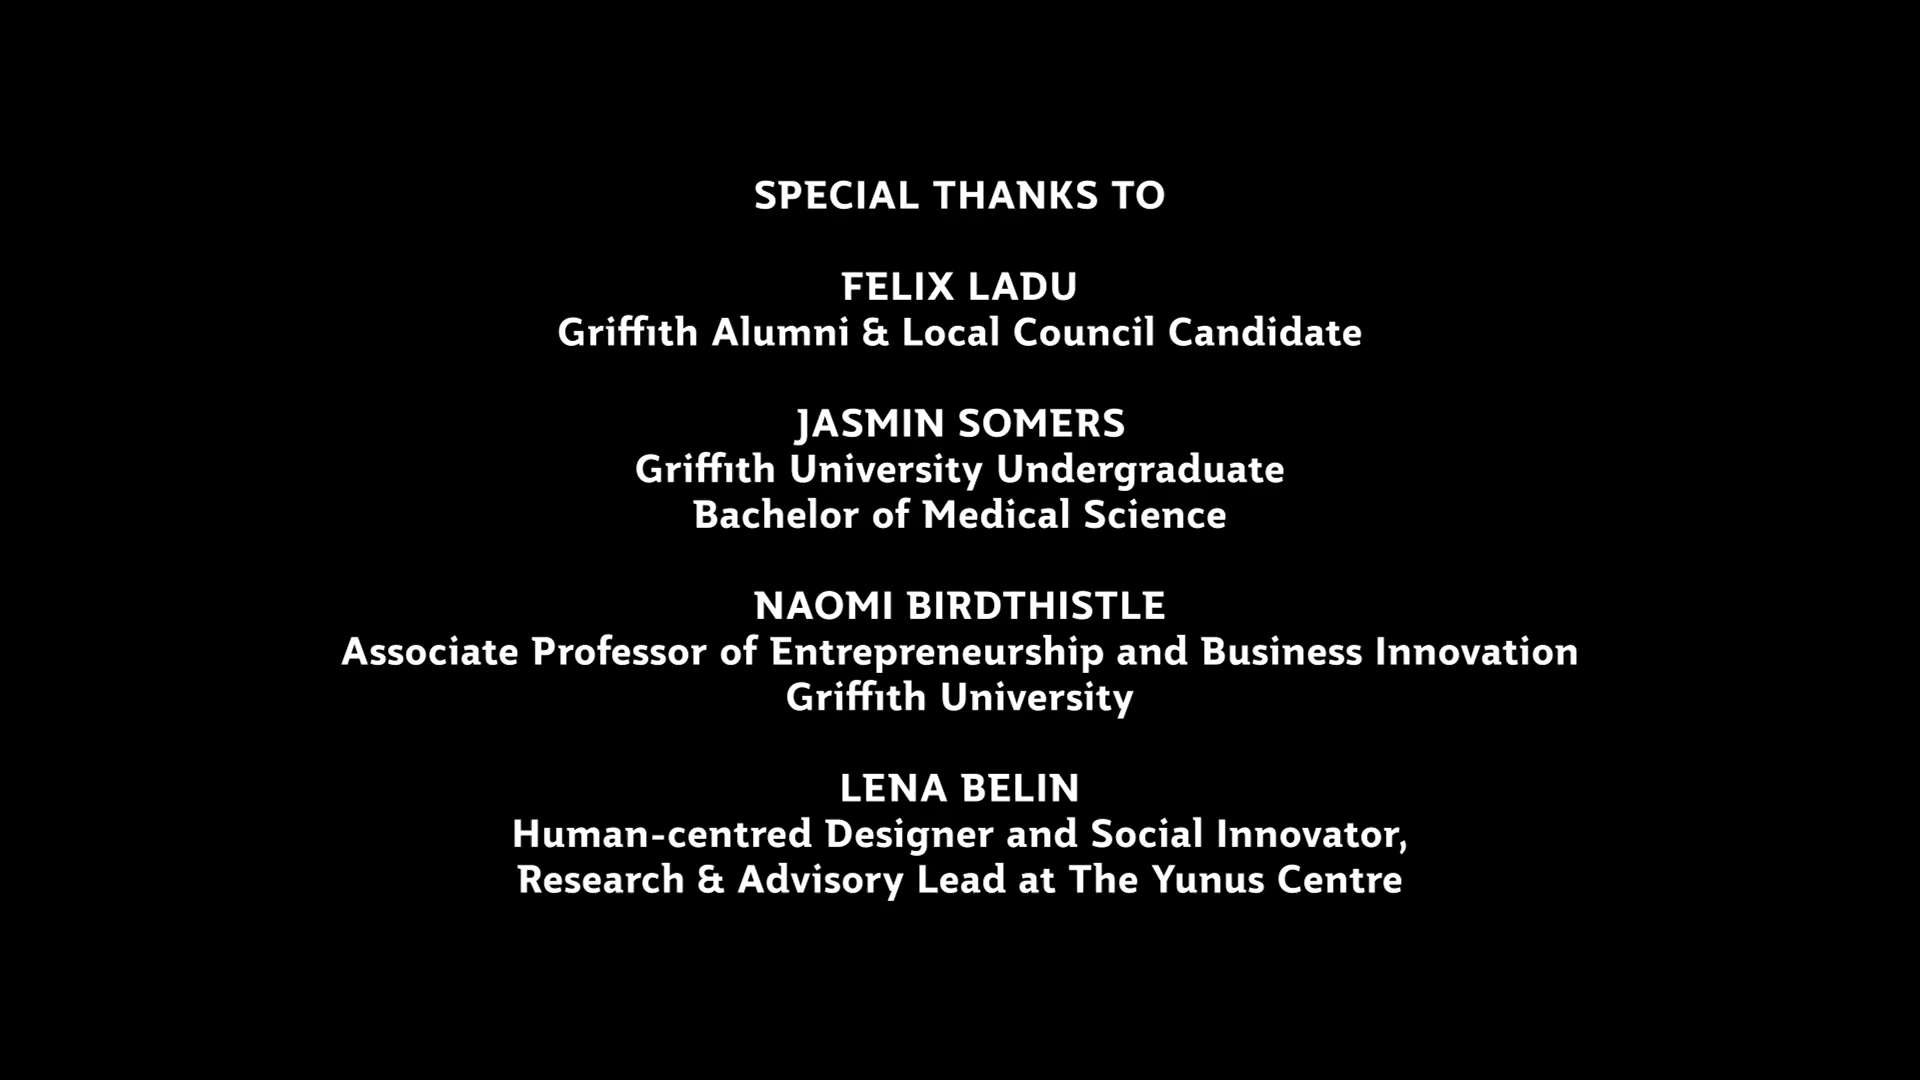 SPECIAL THANKS TO
FELIX LADU
Griffith Alumni & Local Council Candidate
JASMIN SOMERS
Griffith University Undergraduate
Bachelor of Medical Science
NAOMI BIRDTHISTLE
Associate Professor of Entrepreneurship and Business Innovation
Griffith University
LENA BELIN
Human-centred Designer and Social Innovator,
Research & Advisory Lead at The Yunus Centre